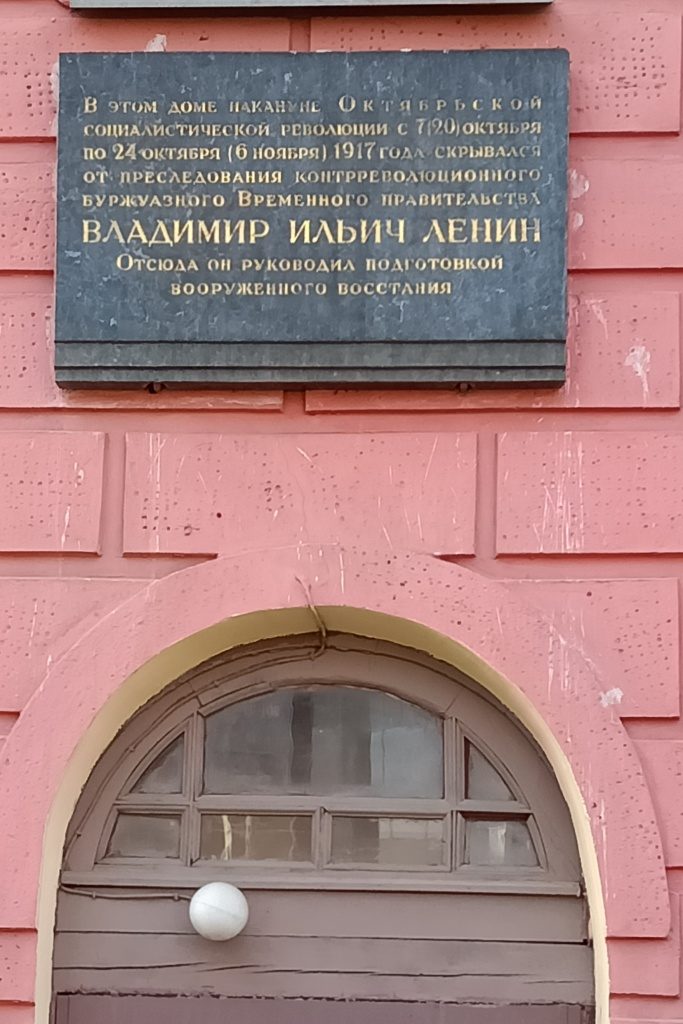 В этом доме накануне Октябрьской
социалистической революции с 7(20) октября
по 24 октября (6 ноября) 1917 года скрывался
от преследования контрреволюционного
буржуазного Временного правительства
ВЛАДИМИР ИЛЬИЧ ЛЕНИН
Отсюда он руководил подготовкой
вооруженного восстания